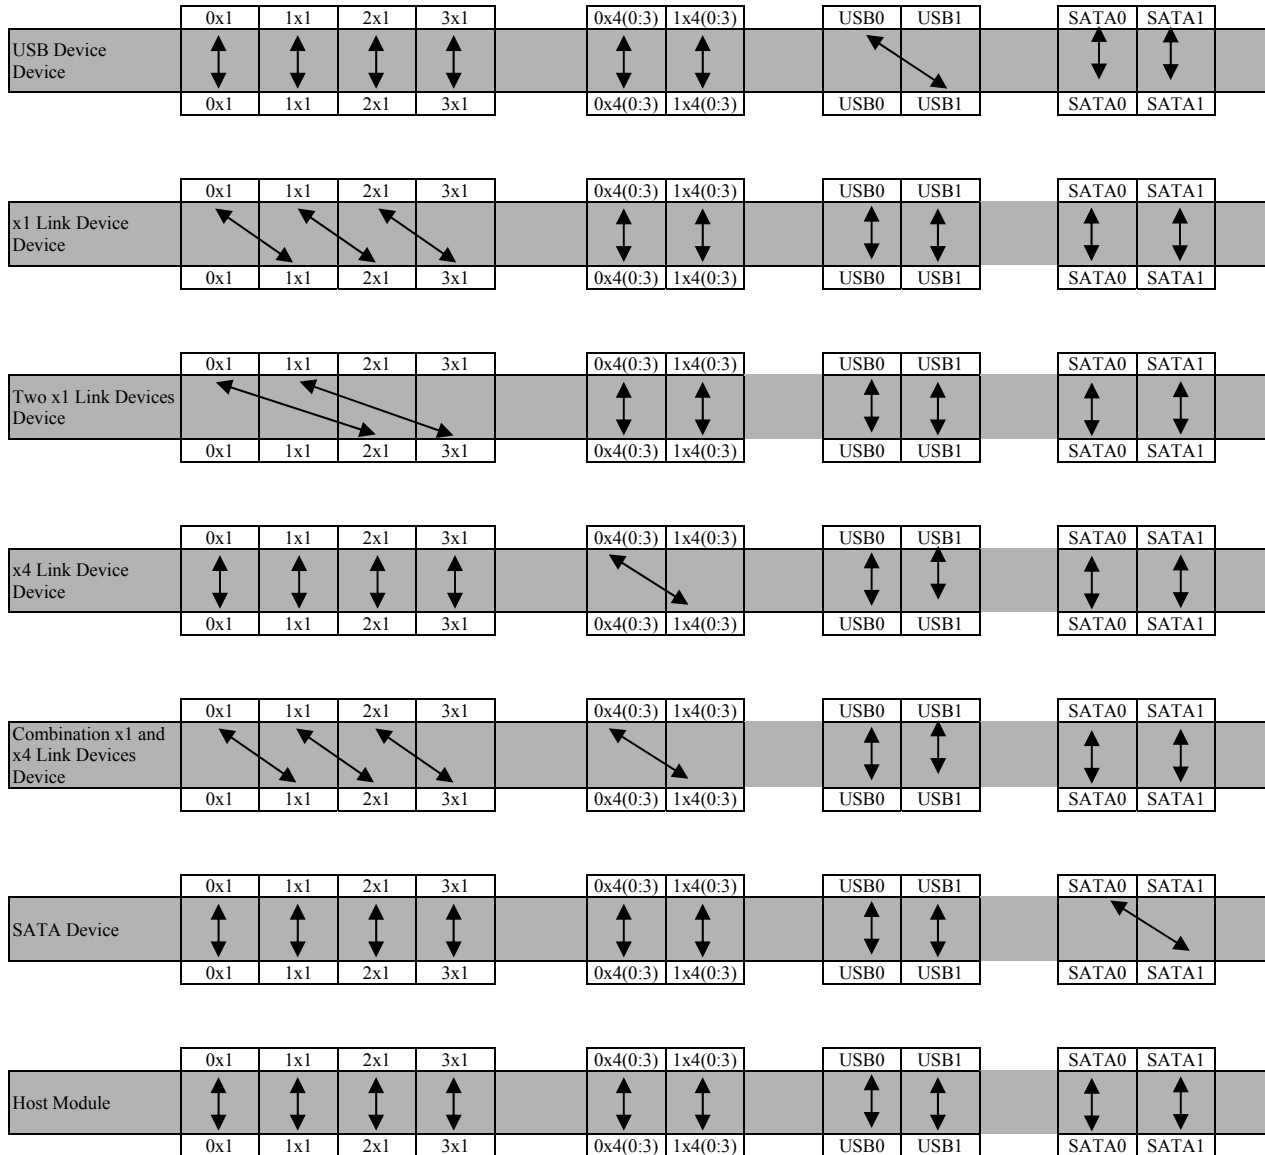 0x1 1x1 2x1 3x1 0x4(0:3) 1x4(0:3) USB0 USB1 SATA0 SATA1
USB Device
Device
0x1 1x1 2x1 3x1 0x4(0:3) 1x4(0:3) USB0 USB1 SATA0 SATA1
0x1 1x1 2x1 3x1 0x4(0:3) 1x4(0:3) USB0 USB1 SATA0 SATA1
x1 Link Device
Device
0x1 1x1 2x1 3x1 0x4(0:3) 1x4(0:3) USB0 USB1 SATA0 SATA1
0x1 1x1 2x1 3x1 0x4(0:3) 1x4(0:3) USB0 USB1 SATA0 SATA1
Two x1 Link Devices
Device
0x1 1x1 2x1 3x1 0x4(0:3) 1x4(0:3) USB0 USB1 SATA0 SATA1
0x1 1x1 2x1 3x1 0x4(0:3) 1x4(0:3) USB0 USB1 SATA0 SATA1
x4 Link Device
Device
0x1 1x1 2x1 3x1 0x4(0:3) 1x4(0:3) USB0 USB1 SATA0 SATA1
0x1 1x1 2x1 3x1 0x4(0:3) 1x4(0:3) USB0 USB1 SATA0 SATA1
Combination x1 and
x4 Link Devices
Device
0x1 1x1 2x1 3x1 0x4(0:3) 1x4(0:3) USB0 USB1 SATA0 SATA1
0x1 1x1 2x1 3x1 0x4(0:3) 1x4(0:3) USB0 USB1 SATA0 SATA1
SATA Device
0x1 1x1 2x1 3x1 0x4(0:3) 1x4(0:3) USB0 USB1 SATA0 SATA1
0x1 1x1 2x1 3x1 0x4(0:3) 1x4(0:3) USB0 USB1 SATA0 SATA1
Host Module
0x1 1x1 2x1 3x1 0x4(0:3) 1x4(0:3) USB0 USB1 SATA0 SATA1